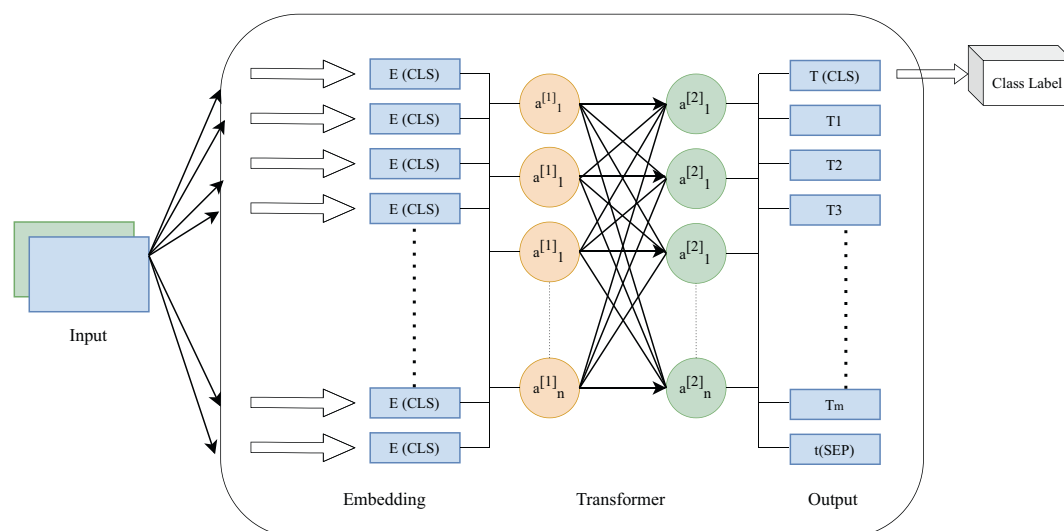 E (CLS)
E (CLS)
E (CLS)
E (CLS)
E (CLS)
E (CLS)
a[1]1
a[1]1
a[1]1
a[1]n
a[2]1
a[2]1
a[2]1
a[2]n
T (CLS)
T1
T2
T3
Tm
t(SEP)
Class Label
Input
Embedding
Transformer
Output